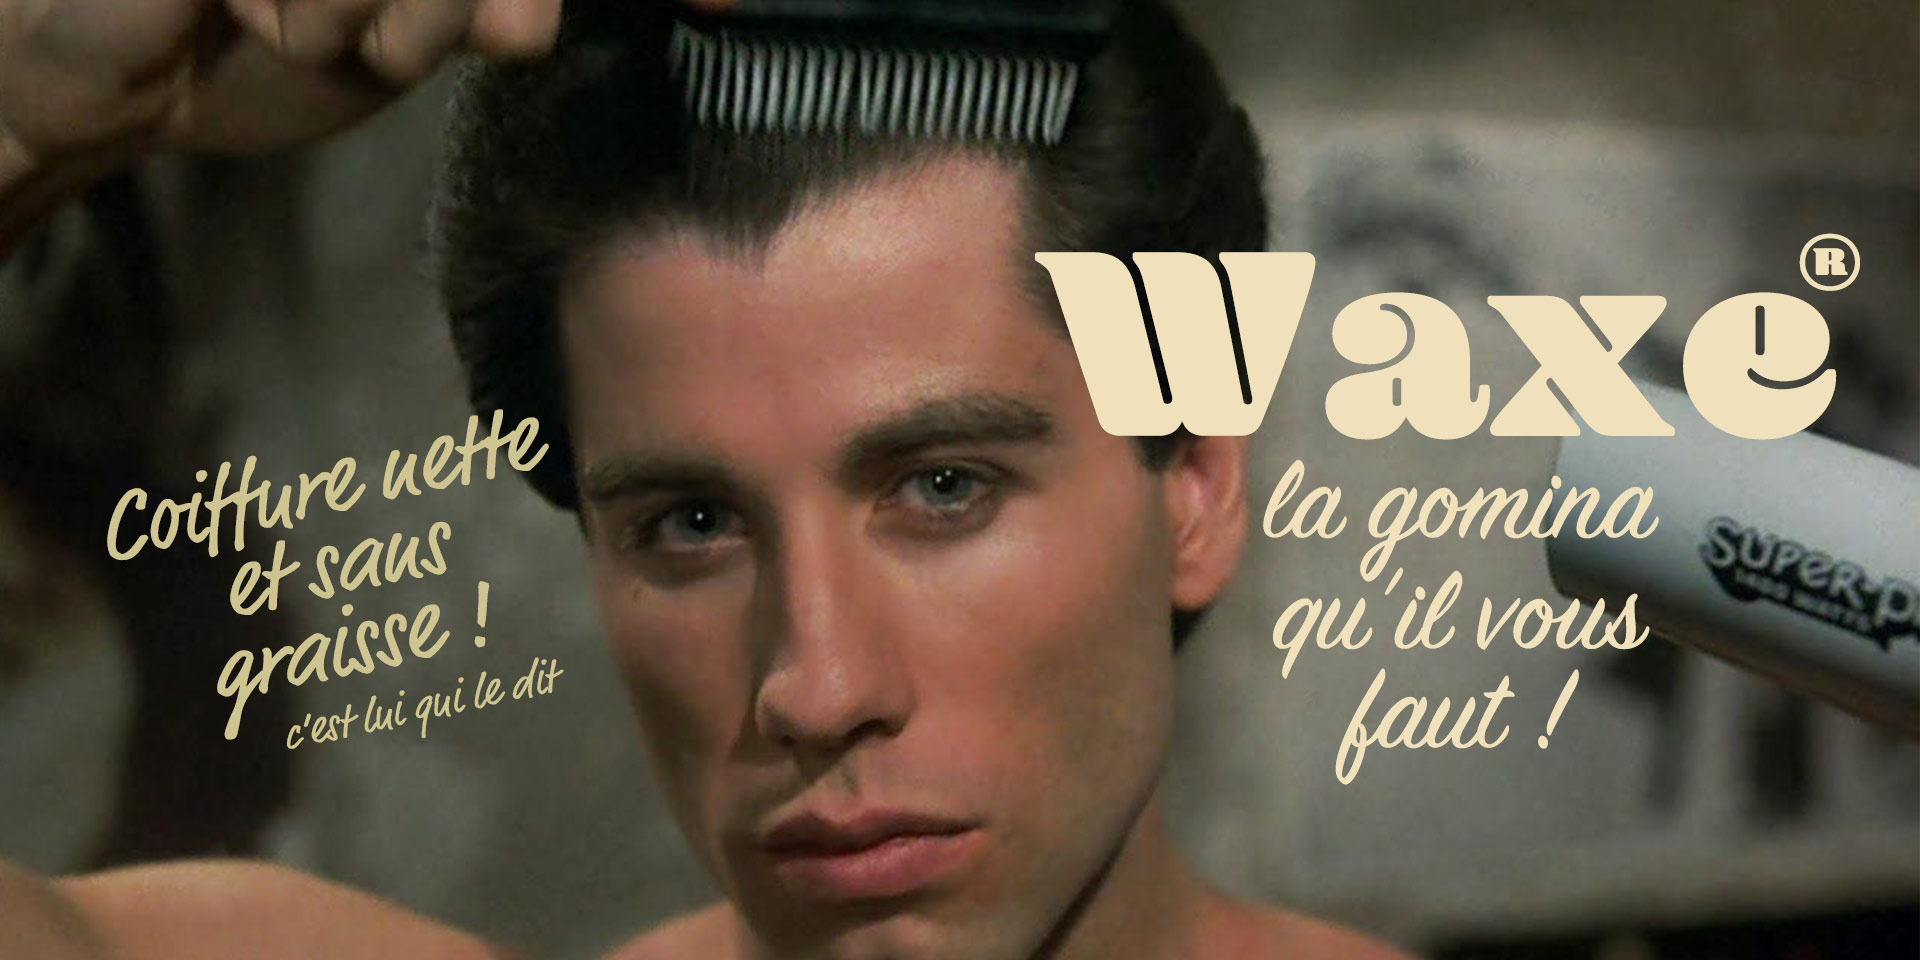 Waxe®
la gomina
qu'il vous
faut !
Coiffure nette
et sans
graisse !
c'est lui qui le dit